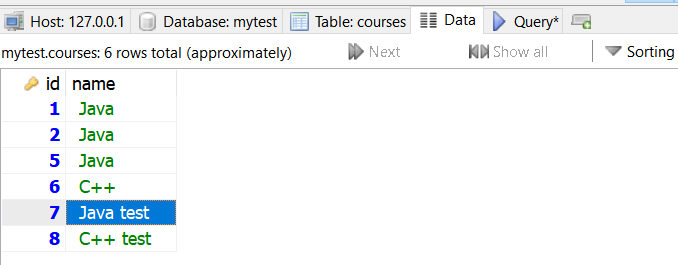 Host: 127.0.0.1 Database: mytest Table: courses Data Query*
mytest.courses: 6 rows total (approximately) Next Show all Sorting
id name
1 Java
2 Java
5 Java
6 C++
7 Java test
8 C++ test